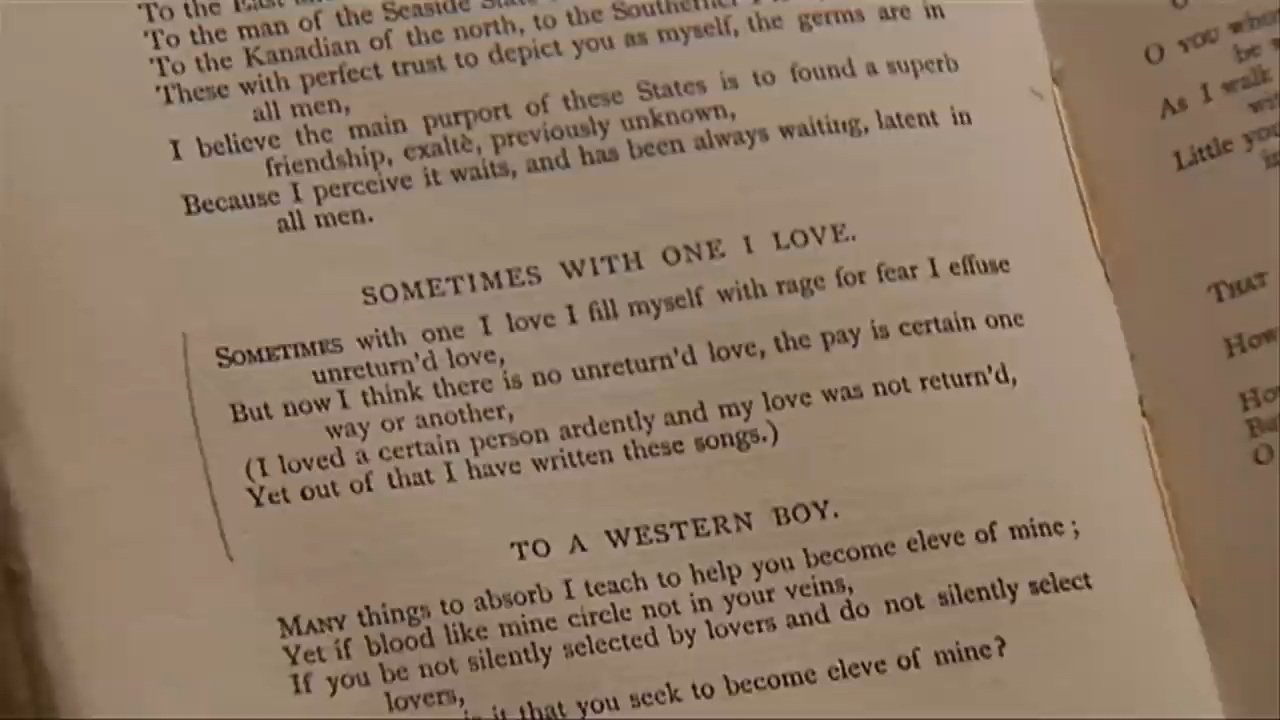 To the East
To the man of the Seaside State
To the Kanadian of the north, to the Southerner I
These with perfect trust to depict you as myself, the germs are in
all men,
I believe the main purport of these States is to found a superb
friendship, exaltè, previously unknown,
Because I perceive it waits, and has been always waiting, latent in
all men.
SOMETIMES WITH ONE I LOVE.
SOMETIMES with one I love I fill myself with rage for fear I effuse
unreturn'd love,
But now I think there is no unreturn'd love, the pay is certain one
way or another,
(I loved a certain person ardently and my love was not return'd,
Yet out of that I have written these songs.)
TO A WESTERN BOY.
MANY things to absorb I teach to help you become eleve of mine;
Yet if blood like mine circle not in your veins,
If you be not silently selected by lovers and do not silently select
lovers,
is it that you seek to become eleve of mine?
O YOU
be
As I walk
Little
THAT
How
O